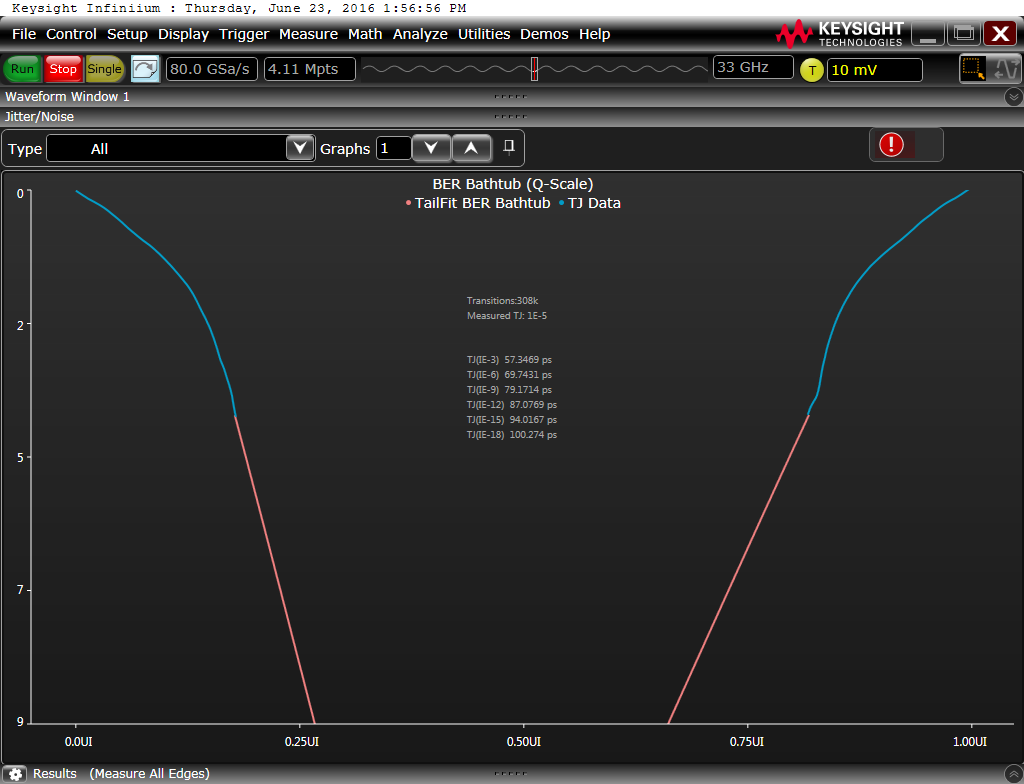 Keysight Infiniium : Thursday, June 23, 2016 1:56:56 PM
File Control Setup Display Trigger Measure Math Analyze Utilities Demos Help
KEYSIGHT
TECHNOLOGIES
Run Stop Single 80.0 GSa/s 4.11 Mpts 33 GHz T 10 mV
Waveform Window 1
Jitter/Noise
Type All Graphs 1
BER Bathtub (Q-Scale)
TailFit BER Bathtub TJ Data
0
2
5
7
9
Transitions:308k
Measured TJ: 1E-5
TJ(IE-3) 57.3469 ps
TJ(IE-6) 69.7431 ps
TJ(IE-9) 79.1714 ps
TJ(IE-12) 87.0769 ps
TJ(IE-15) 94.0167 ps
TJ(IE-18) 100.274 ps
0.0UI 0.25UI 0.50UI 0.75UI 1.00UI
Results (Measure All Edges)